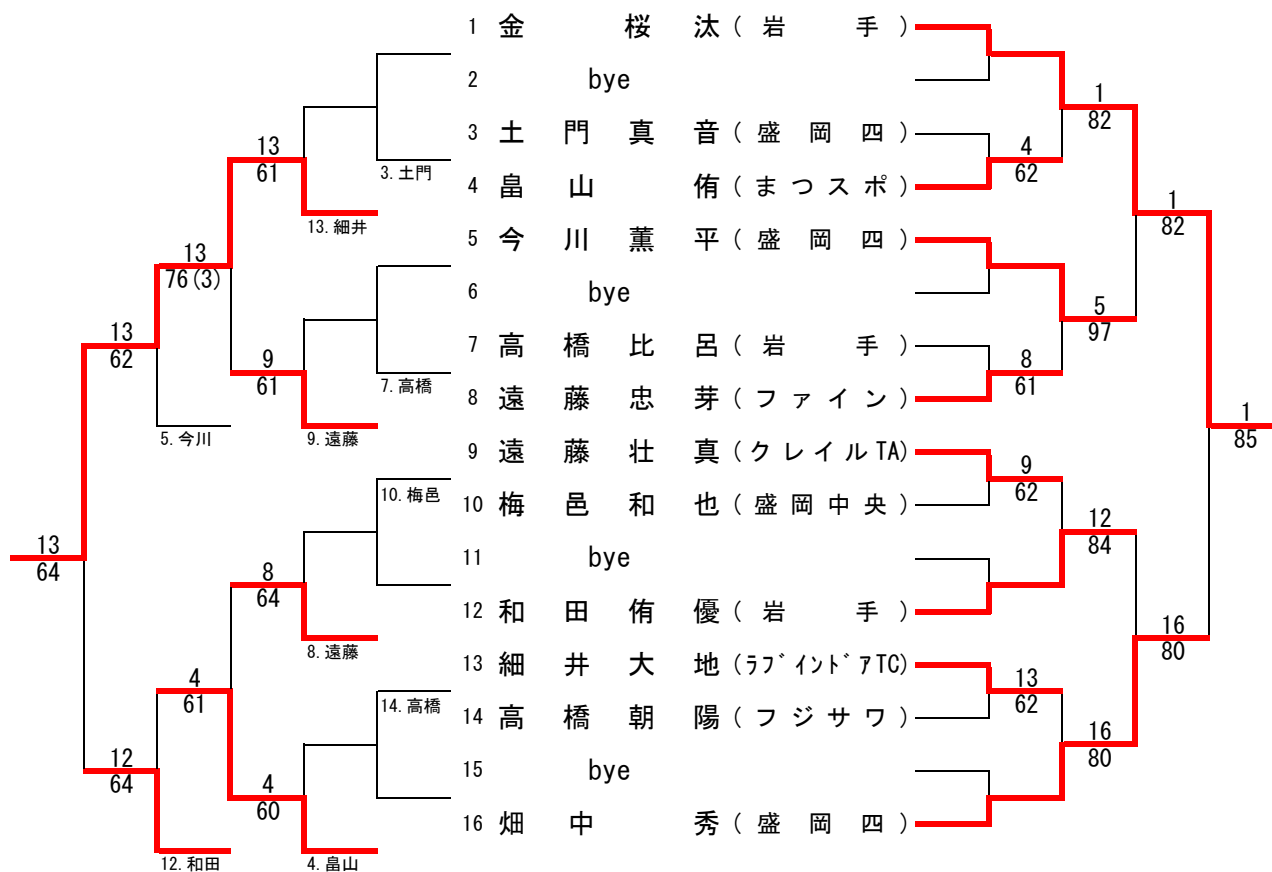 1 金 桜 汰 ( 岩 手 )
2 bye
3 土 門 真 音 ( 盛 岡 四 )
4 畠 山 侑 ( まつスポ )
5 今 川 薫 平 ( 盛 岡 四 )
6 bye
7 高 橋 比 呂 ( 岩 手 )
8 遠 藤 忠 芽 ( ファイン )
9 遠 藤 壮 真 (クレイルTA)
10 梅 邑 和 也 ( 盛岡中央 )
11 bye
12 和 田 侑 優 ( 岩 手 )
13 細 井 大 地 (ラブインドアTC)
14 高 橋 朝 陽 ( フジサワ )
15 bye
16 畑 中 秀 ( 盛 岡 四 )
3.土門
13
61
13.細井
13
76(3)
7.高橋
9
61
9.遠藤
13
62
5.今川
13
64
10.梅邑
8
64
8.遠藤
4
61
14.高橋
4
60
4.畠山
12
64
12.和田
4
62
1
82
8
61
5
97
1
82
9
62
12
84
13
62
16
80
16
80
1
85